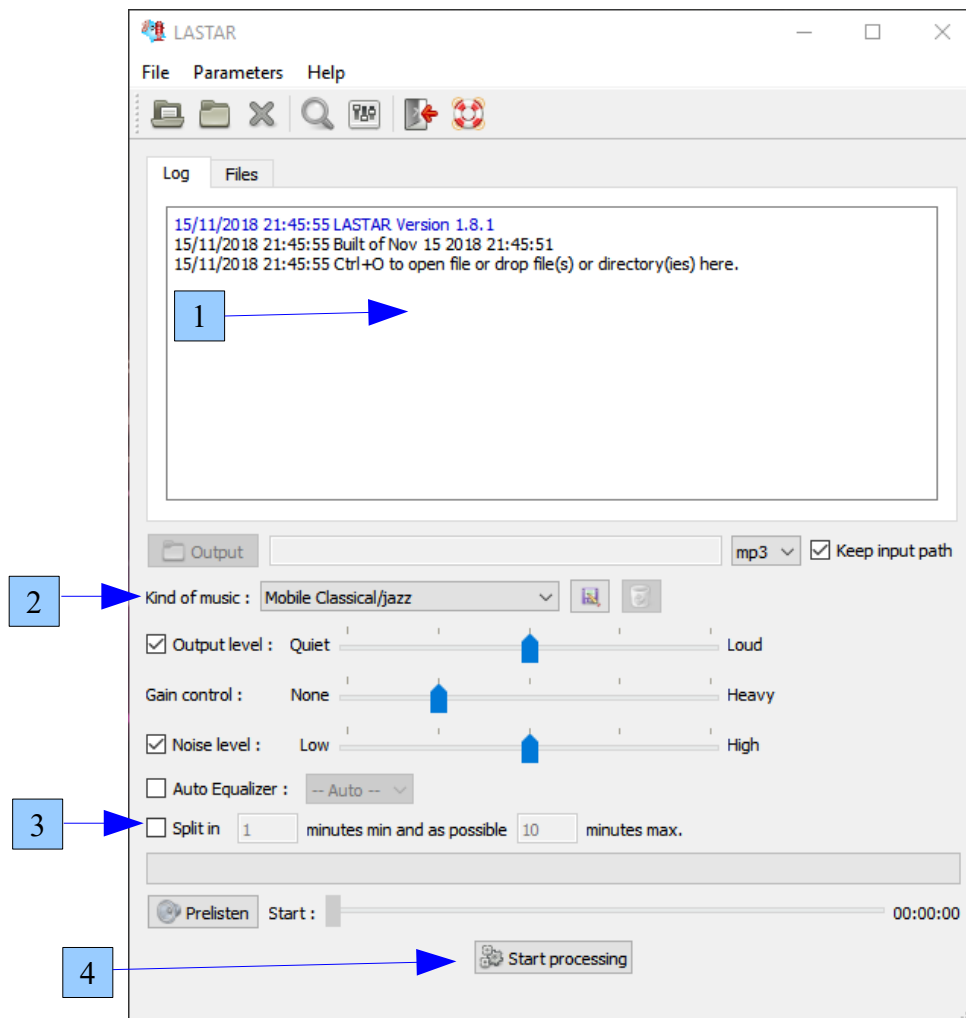 LASTAR
File Parameters Help
Log Files
15/11/2018 21:45:55 LASTAR Version 1.8.1
15/11/2018 21:45:55 Built of Nov 15 2018 21:45:51
15/11/2018 21:45:55 Ctrl+O to open file or drop file(s) or directory(ies) here.
1
Output mp3 Keep input path
2 Kind of music : Mobile Classical/jazz
Output level : Quiet Loud
Gain control : None Heavy
Noise level : Low High
Auto Equalizer : -- Auto --
3 Split in 1 minutes min and as possible 10 minutes max.
Prelisten Start : 00:00:00
4 Start processing